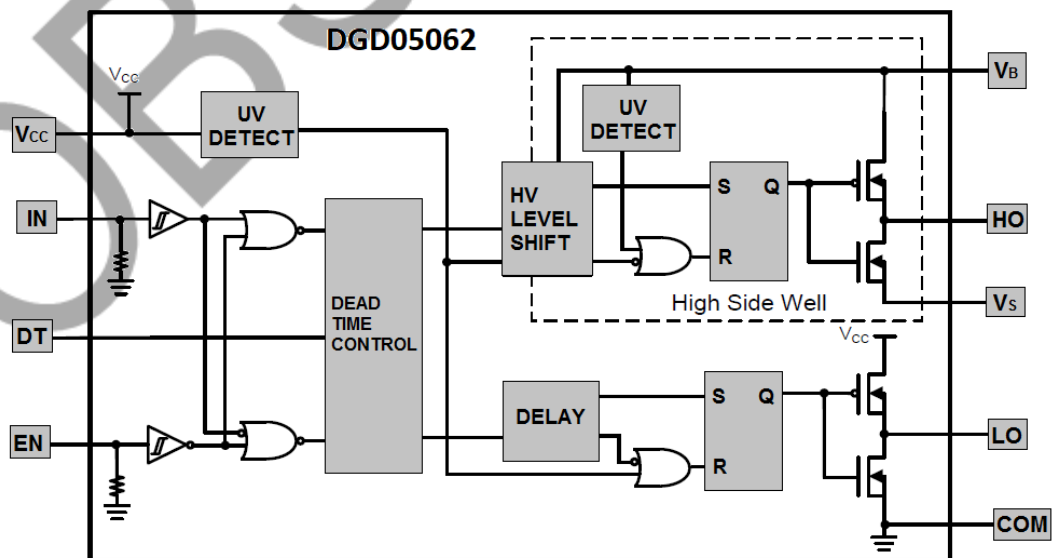 DGD05062
VB
Vcc
UV
DETECT
UV
DETECT
Vcc
S
Q
HV
LEVEL
SHIFT
IN
HO
R
DEAD
TIME
CONTROL
High Side Well
Vs
DT
Vcc
S
Q
DELAY
EN
LO
R
COM